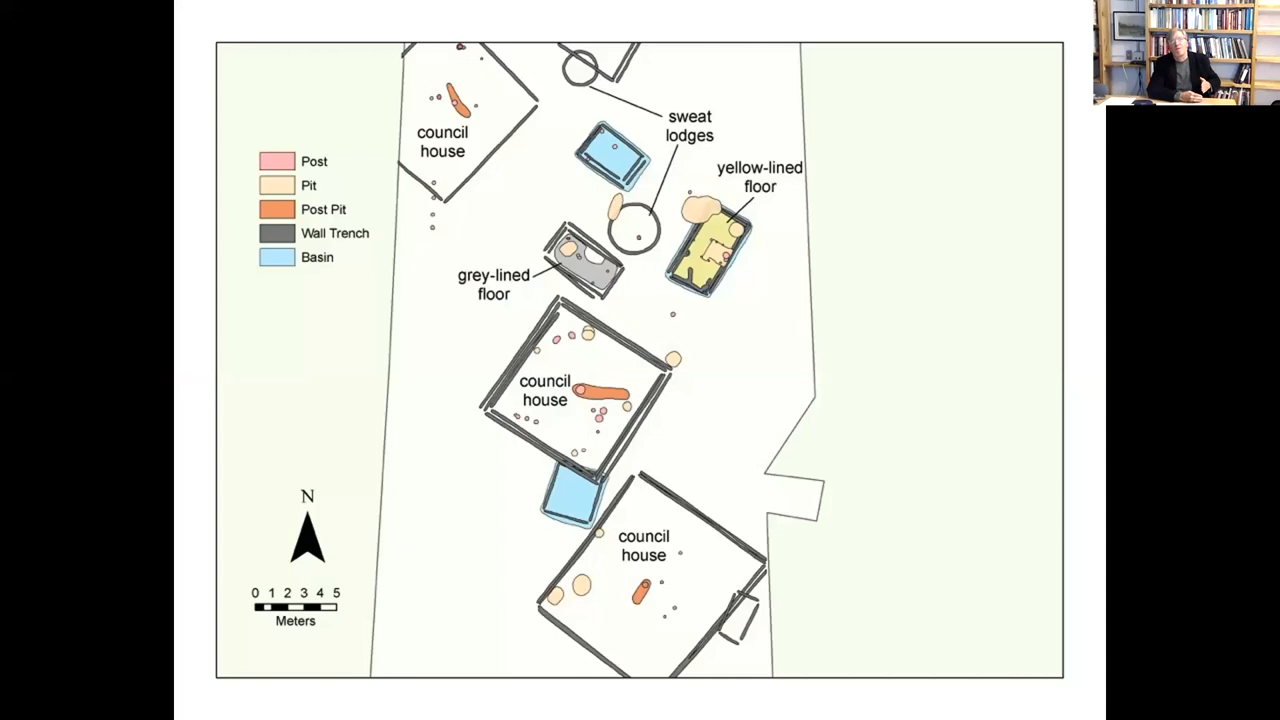 sweat
lodges
council
house
yellow-lined
floor
Post
Pit
Post Pit
Wall Trench
Basin
grey-lined
floor
council
house
N
council
house
0 1 2 3 4 5
Meters